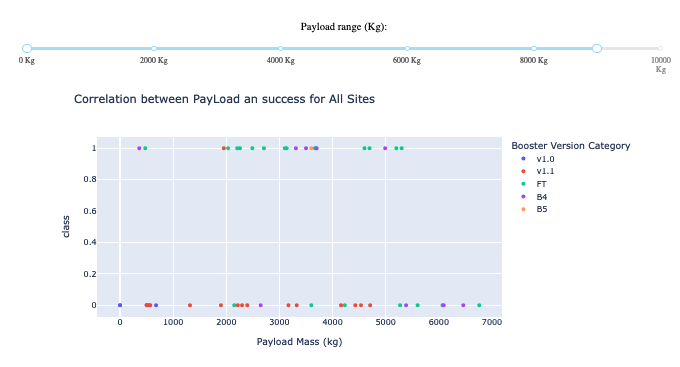 Payload range (Kg):
0 Kg 2000 Kg 4000 Kg 6000 Kg 8000 Kg 10000
Kg
Correlation between PayLoad an success for All Sites
Booster Version Category
v1.0
v1.1
FT
B4
B5
class
1
0.8
0.6
0.4
0.2
0
0 1000 2000 3000 4000 5000 6000 7000
Payload Mass (kg)